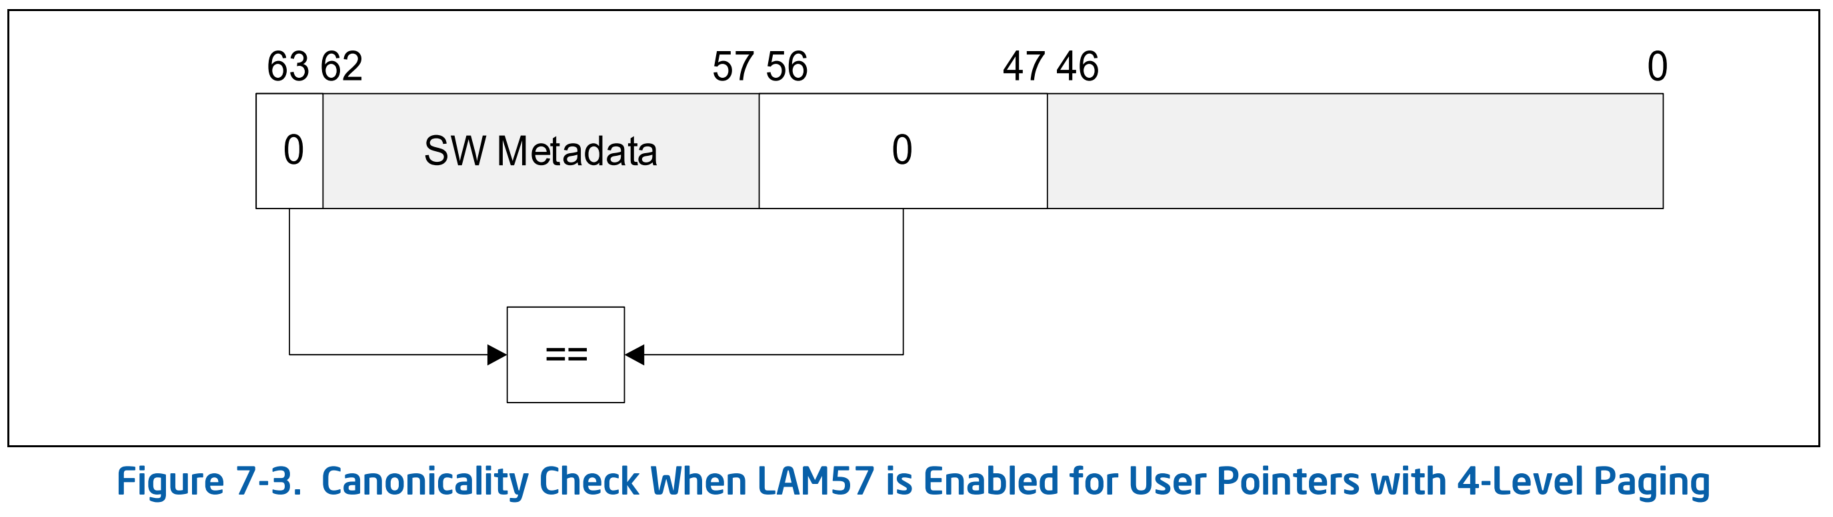 63 62 57 56 47 46 0
0 SW Metadata 0
==
Figure 7-3. Canonicality Check When LAM57 is Enabled for User Pointers with 4-Level Paging